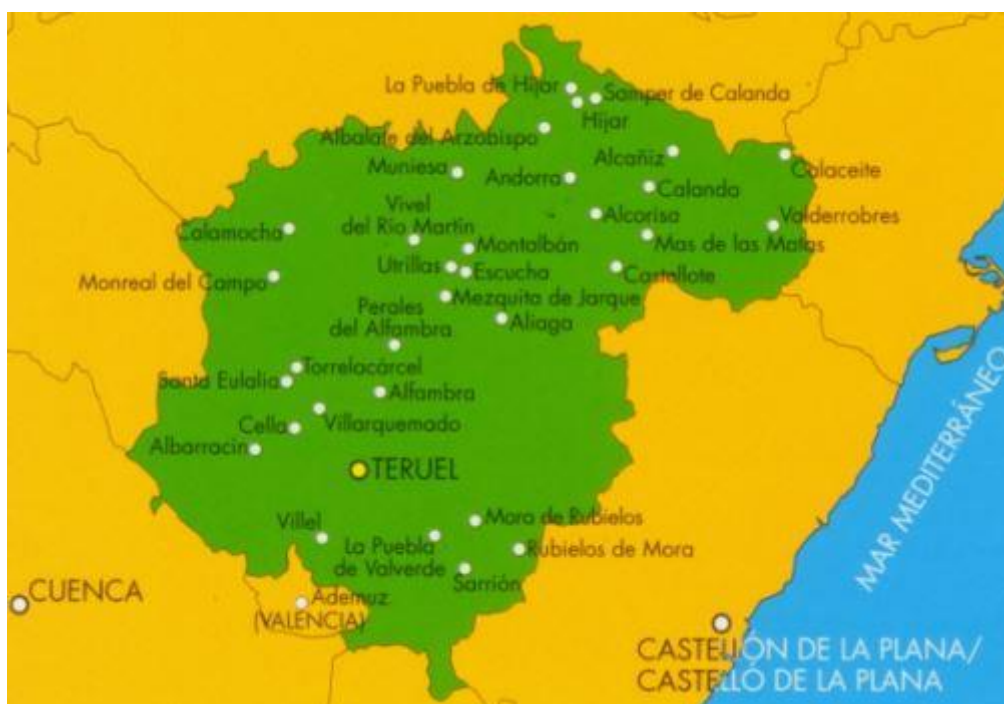 La Puebla de Hijar
Samper de Calanda
Hijar
Albalate del Arzobispo
Alcañiz
Muniesa
Andorra
Calaceite
Calanda
Vivel
del Río Martín
Alcorisa
Valderrobres
Calamocha
Montalbán
Mas de las Matas
Utrillas
Escucha
Castellote
Monreal del Campo
Mezquita de Jarque
Perales
del Alfambra
Aliaga
Torrelacárcel
Santa Eulalia
Alfambra
Villarquemado
Cella
Albarracín
TERUEL
MAR MEDITERRÁNEO
Villel
Mora de Rubielos
La Puebla
de Valverde
Rubielos de Mora
Sarrión
CUENCA
Ademuz
(VALENCIA)
CASTELLÓN DE LA PLANA/
CASTELLÓ DE LA PLANA